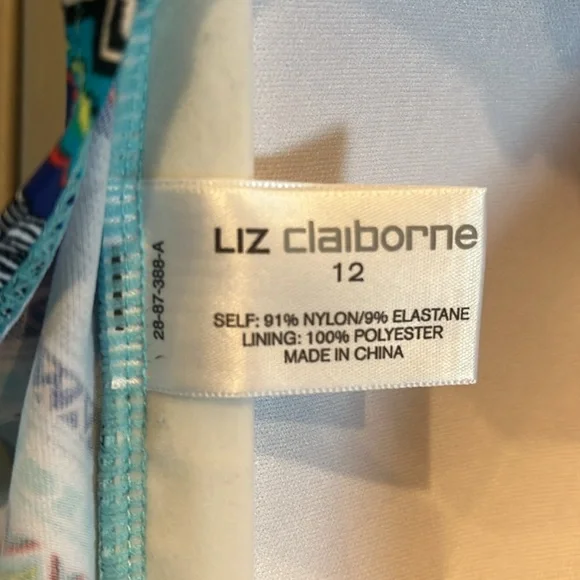 LIZ claiborne
12
SELF: 91% NYLON/9% ELASTANE
LINING: 100% POLYESTER
MADE IN CHINA
28-87-388-A